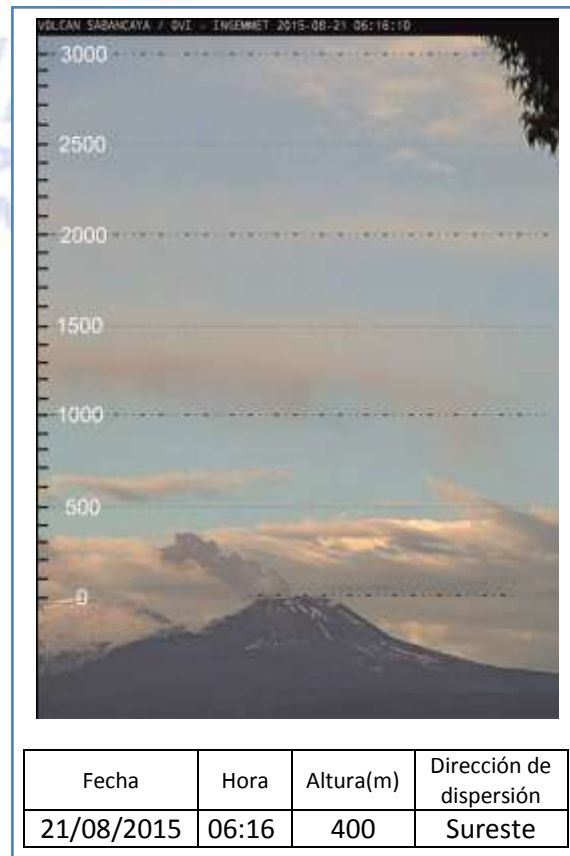 VOLCAN SABANCAYA / OVI - INGEMMET 2015-08-21 06:16:10
3000
2500
2000
1500
1000
500
0
Fecha Hora Altura(m) Dirección de dispersión
21/08/2015 06:16 400 Sureste